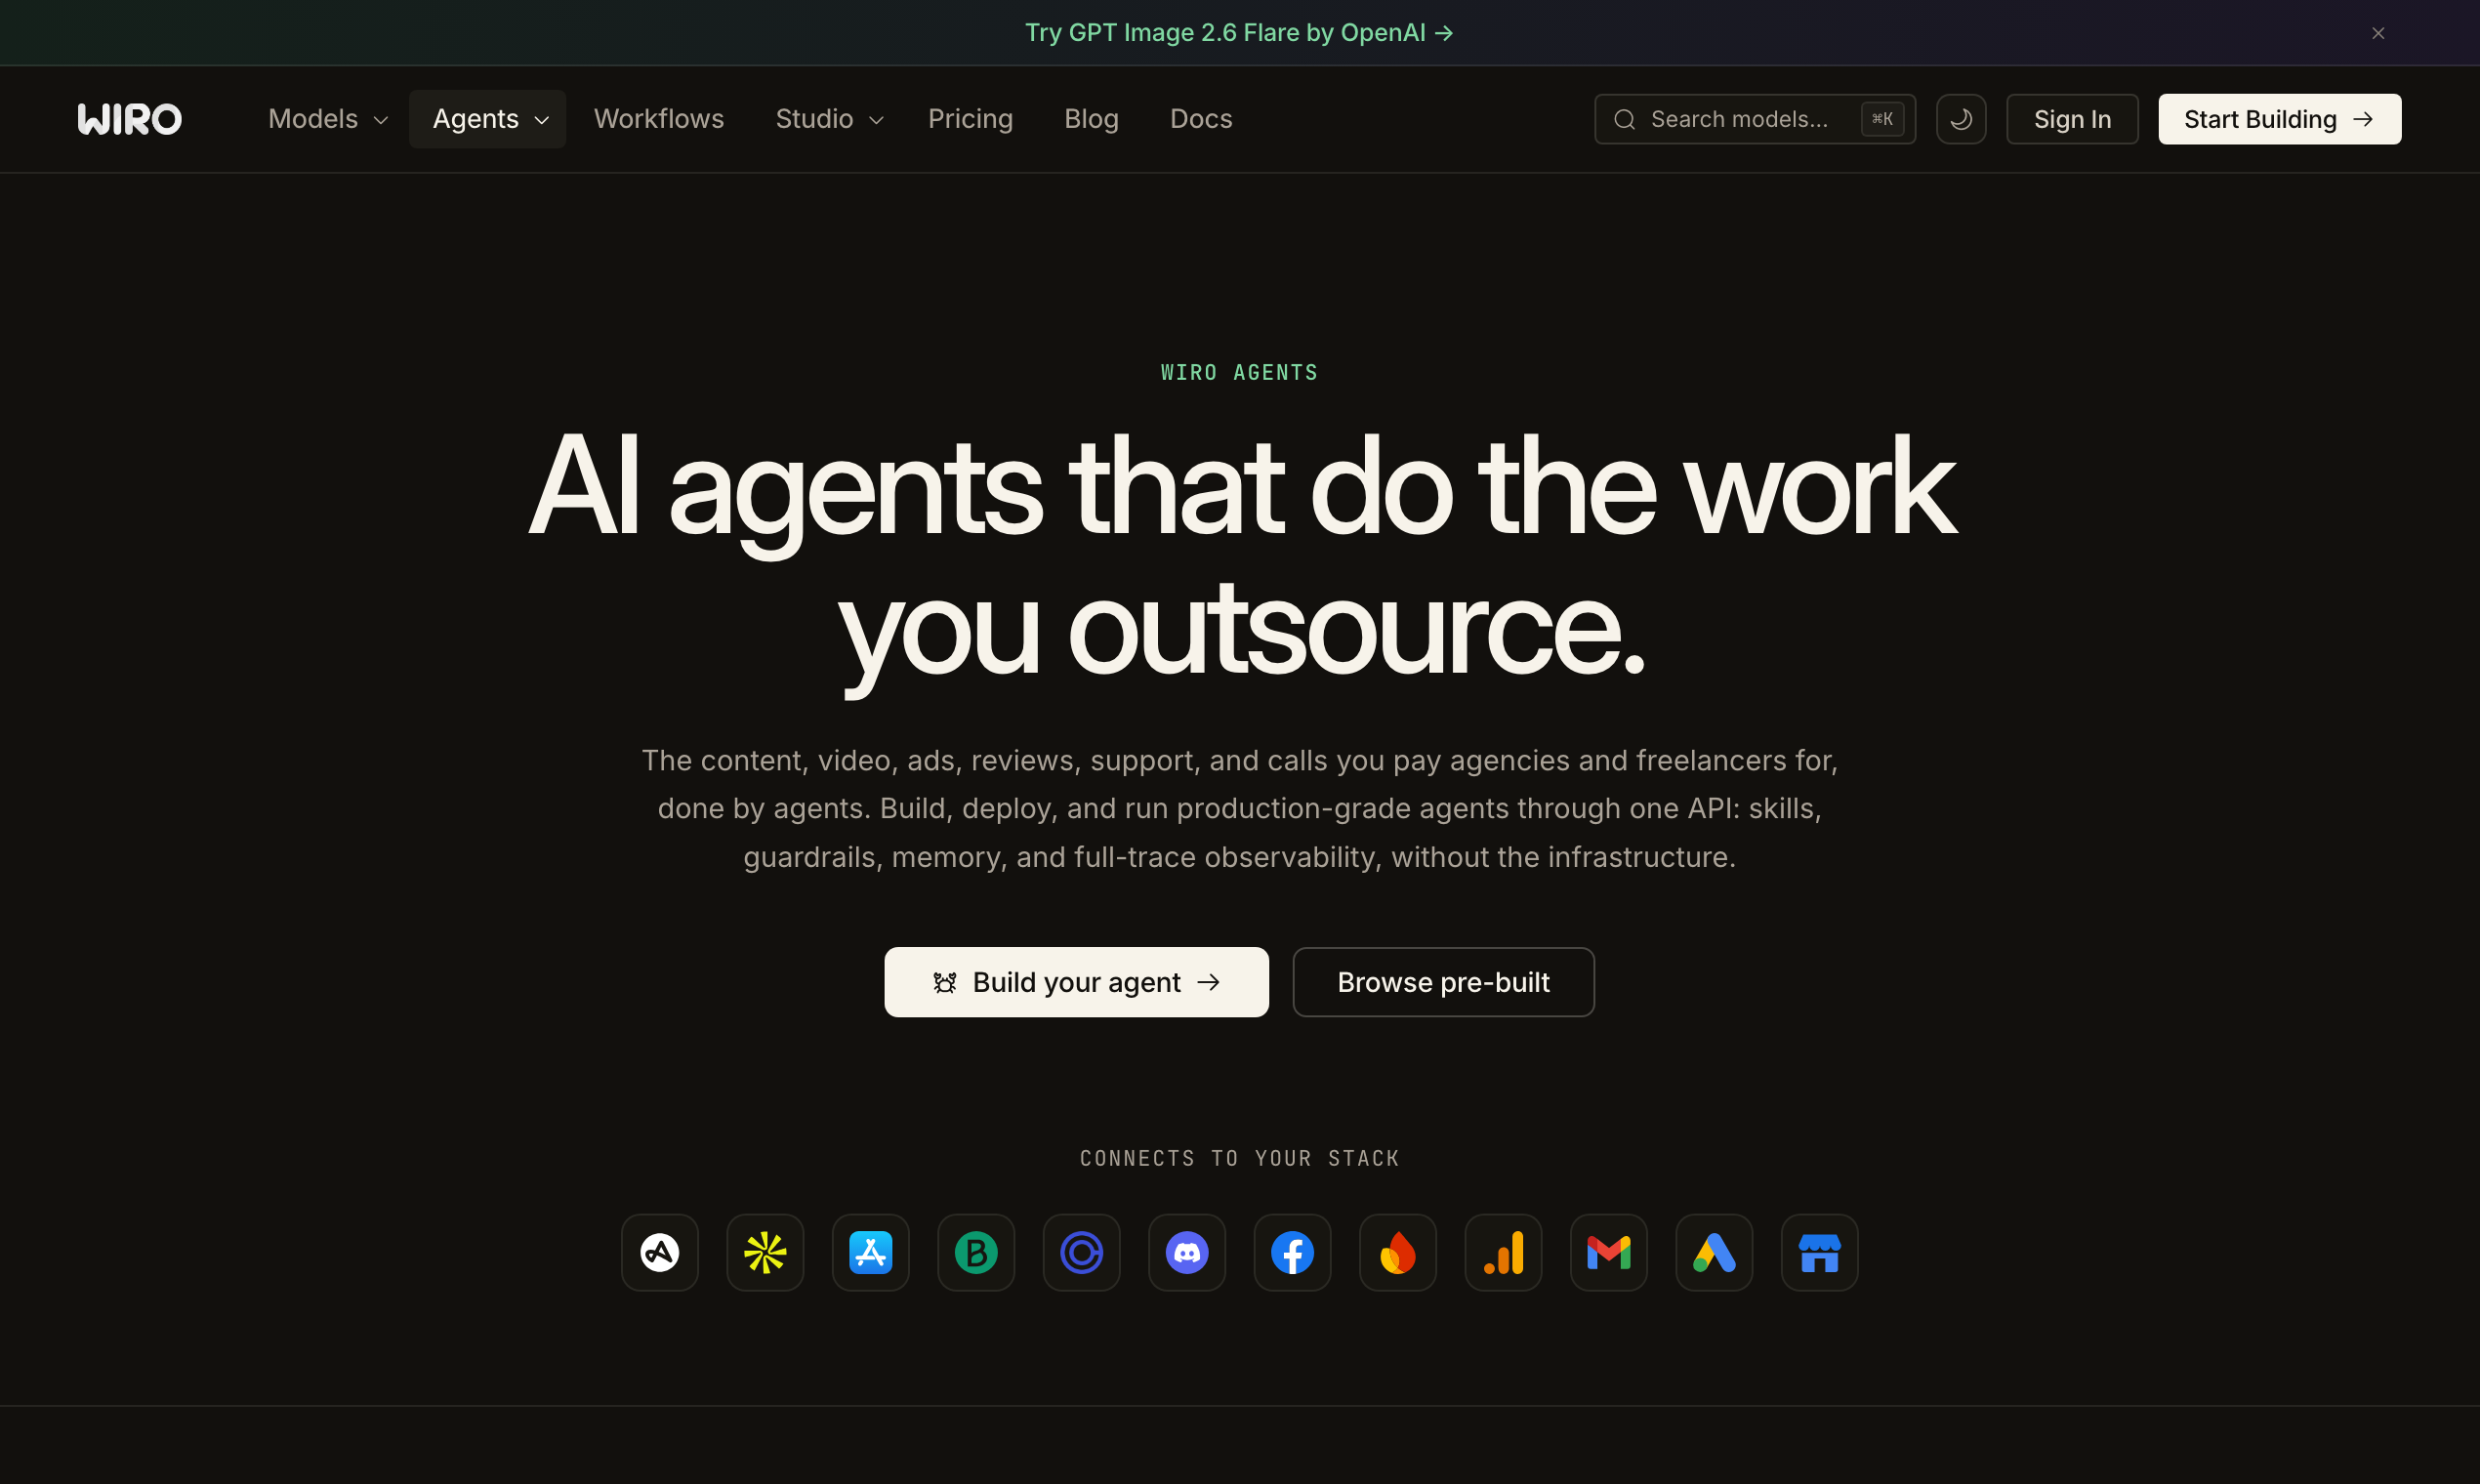 Try GPT Image 2.6 Flare by OpenAI →
WIRO
Models
Agents
Workflows
Studio
Pricing
Blog
Docs
Search models...
⌘K
Sign In
Start Building →
WIRO AGENTS
AI agents that do the work
you outsource.
The content, video, ads, reviews, support, and calls you pay agencies and freelancers for,
done by agents. Build, deploy, and run production-grade agents through one API: skills,
guardrails, memory, and full-trace observability, without the infrastructure.
Build your agent →
Browse pre-built
CONNECTS TO YOUR STACK